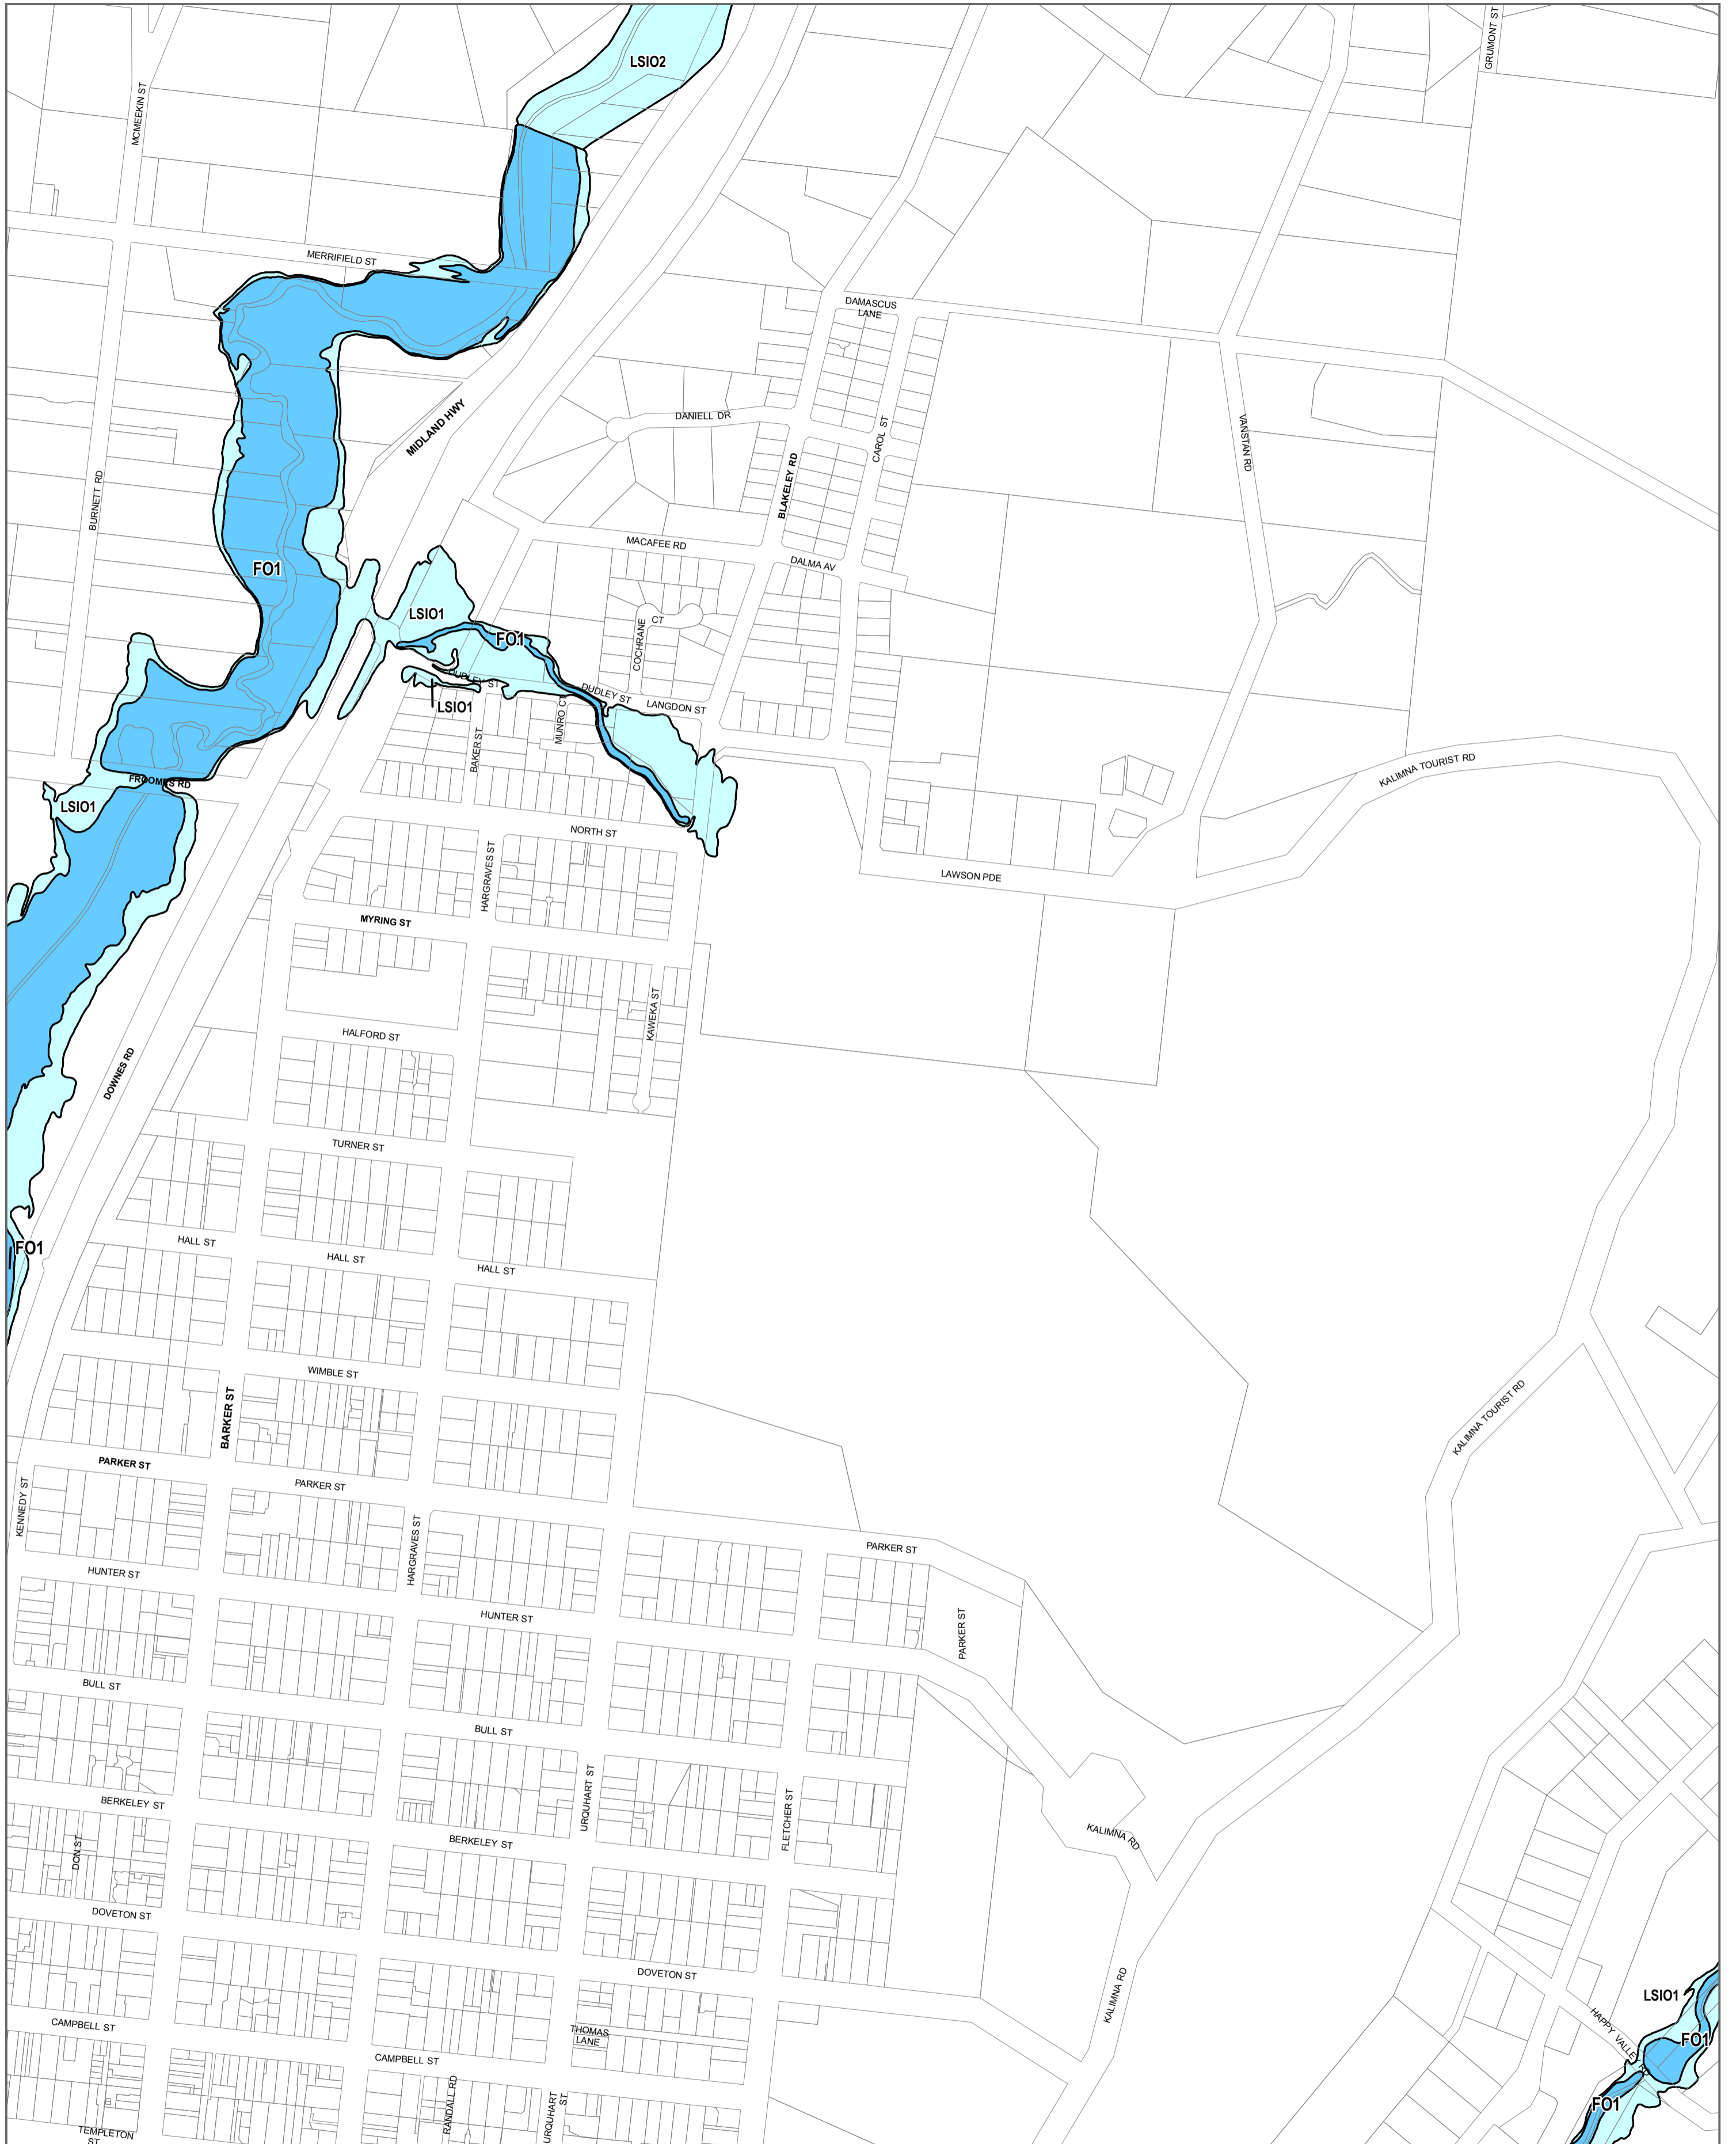 GRUMONT ST
LSIO2
MCMEEKIN ST
MERRIFIELD ST
DAMASCUS
LANE
DANIELL DR
MIDLAND HWY
CAROL ST
VANSTAN RD
BLAKELEY RD
BURNETT RD
MACAFEE RD
DALMA AV
FO1
LSIO1
FO1
COCHRANE
CT
DUDLEY ST
DUDLEY ST
LANGDON ST
LSIO1
MUNRO CT
BAKER ST
KALIMNA TOURIST RD
FROOMES RD
LSIO1
NORTH ST
HARGRAVES ST
LAWSON PDE
MYRING ST
KAWEKA ST
HALFORD ST
DOWNES RD
TURNER ST
HALL ST
FO1
HALL ST
HALL ST
WIMBLE ST
BARKER ST
KALIMNA TOURIST RD
PARKER ST
PARKER ST
KENNEDY ST
HARGRAVES ST
PARKER ST
HUNTER ST
HUNTER ST
PARKER ST
BULL ST
BULL ST
URQUHART ST
FLETCHER ST
BERKELEY ST
KALIMNA RD
BERKELEY ST
DON ST
DOVETON ST
DOVETON ST
KALIMNA RD
LSIO1
HAPPY VALLEY RD
CAMPBELL ST
THOMAS
LANE
FO1
CAMPBELL ST
RANDALL RD
URQUHART
ST
FO1
TEMPLETON
ST